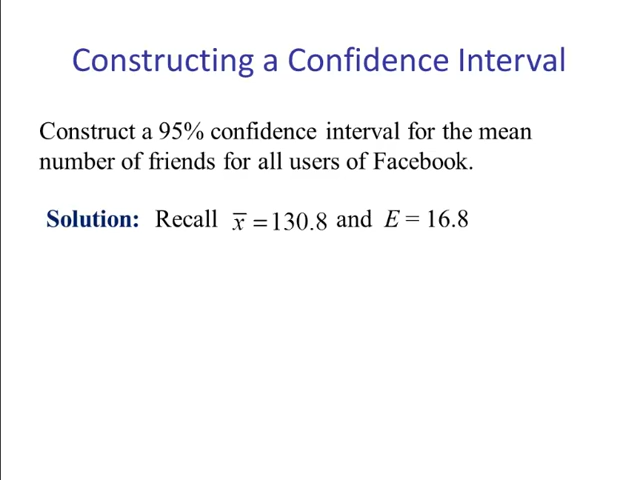 Constructing a Confidence Interval
Construct a 95% confidence interval for the mean
number of friends for all users of Facebook.
Solution: Recall x̅ = 130.8 and E = 16.8